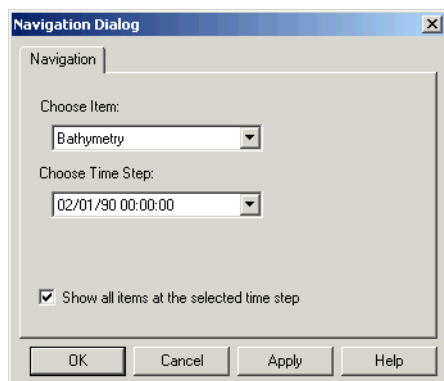 Navigation Dialog
Navigation
Choose Item:
Bathymetry
Choose Time Step:
02/01/90 00:00:00
Show all items at the selected time step
OK Cancel Apply Help